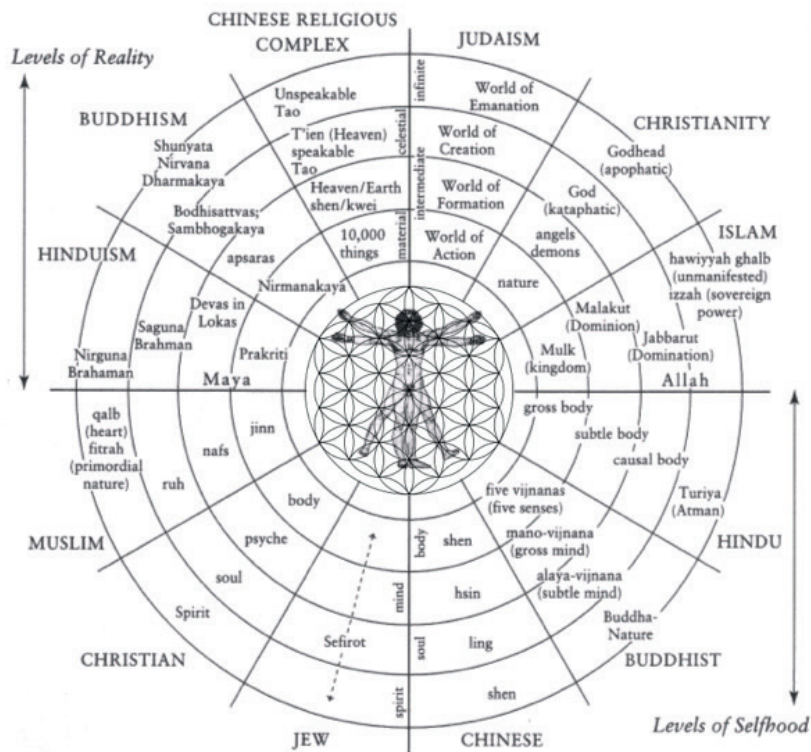 CHINESE RELIGIOUS
COMPLEX
JUDAISM
Levels of Reality
BUDDHISM
CHRISTIANITY
HINDUISM
ISLAM
Unspeakable
Tao
T'ien (Heaven)
speakable
Tao
Heaven/Earth
shen/kwei
10,000
things
infinite
celestial
intermediate
material
World of
Emanation
World of
Creation
World of
Formation
World of
Action
Shunyata
Nirvana
Dharmakaya
Bodhisattvas;
Sambhogakaya
apsaras
Nirmanakaya
Godhead
(apophatic)
God
(kataphatic)
angels
demons
nature
Nirguna
Brahaman
Saguna
Brahman
Devas in
Lokas
Prakriti
Maya
hawiyyah ghalb
(unmanifested)
izzah (sovereign
power)
Jabbarut
(Domination)
Malakut
(Dominion)
Mulk
(kingdom)
Allah
qalb
(heart)
fitrah
(primordial
nature)
ruh
nafs
jinn
gross body
subtle body
causal body
Turiya
(Atman)
body
psyche
soul
Spirit
five vijnanas
(five senses)
mano-vijnana
(gross mind)
alaya-vijnana
(subtle mind)
Buddha-
Nature
Sefirot
body
mind
soul
spirit
shen
hsin
ling
shen
MUSLIM
HINDU
CHRISTIAN
BUDDHIST
JEW
CHINESE
Levels of Selfhood